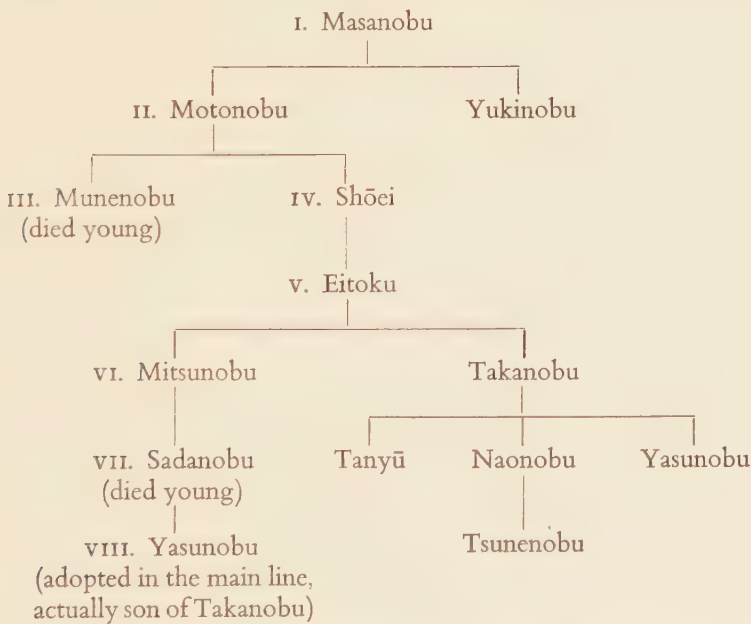 I. Masanobu
II. Motonobu Yukinobu
III. Munenobu IV. Shōei
(died young)
V. Eitoku
VI. Mitsunobu Takanobu
VII. Sadanobu Tanyū Naonobu Yasunobu
(died young)
VIII. Yasunobu Tsunenobu
(adopted in the main line,
actually son of Takanobu)